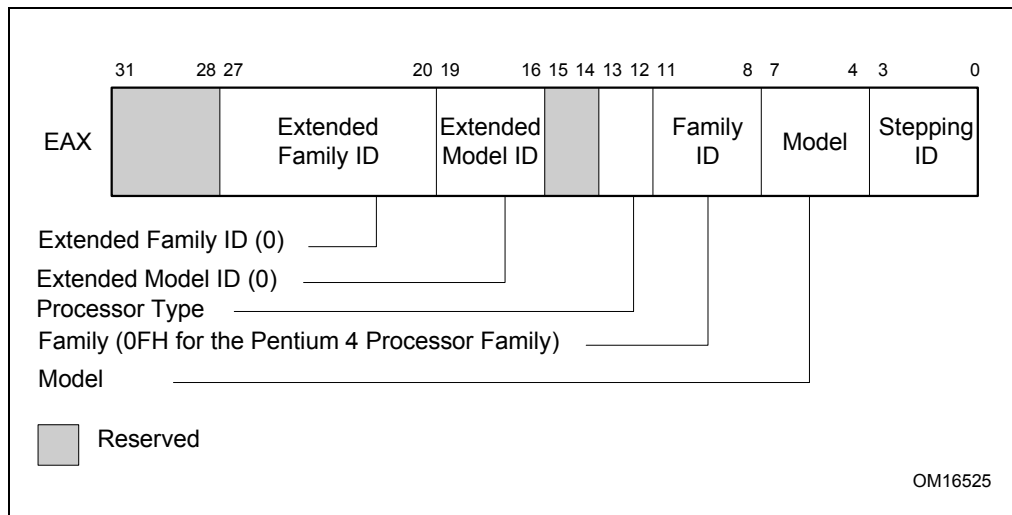 31 28 27 20 19 16 15 14 13 12 11 8 7 4 3 0
EAX
Extended Family ID
Extended Model ID
Family ID
Model
Stepping ID
Extended Family ID (0)
Extended Model ID (0)
Processor Type
Family (0FH for the Pentium 4 Processor Family)
Model
Reserved
OM16525